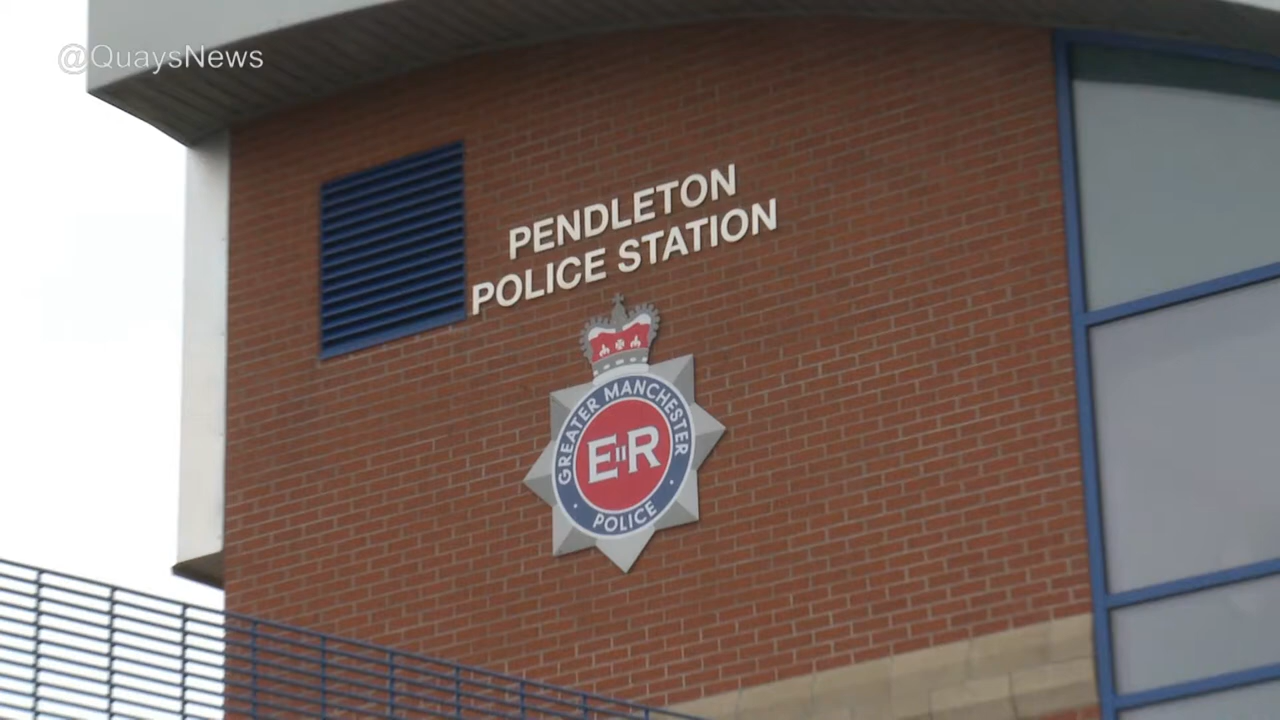 @QuaysNews
PENDLETON
POLICE STATION
GREATER MANCHESTER
EIIR
POLICE